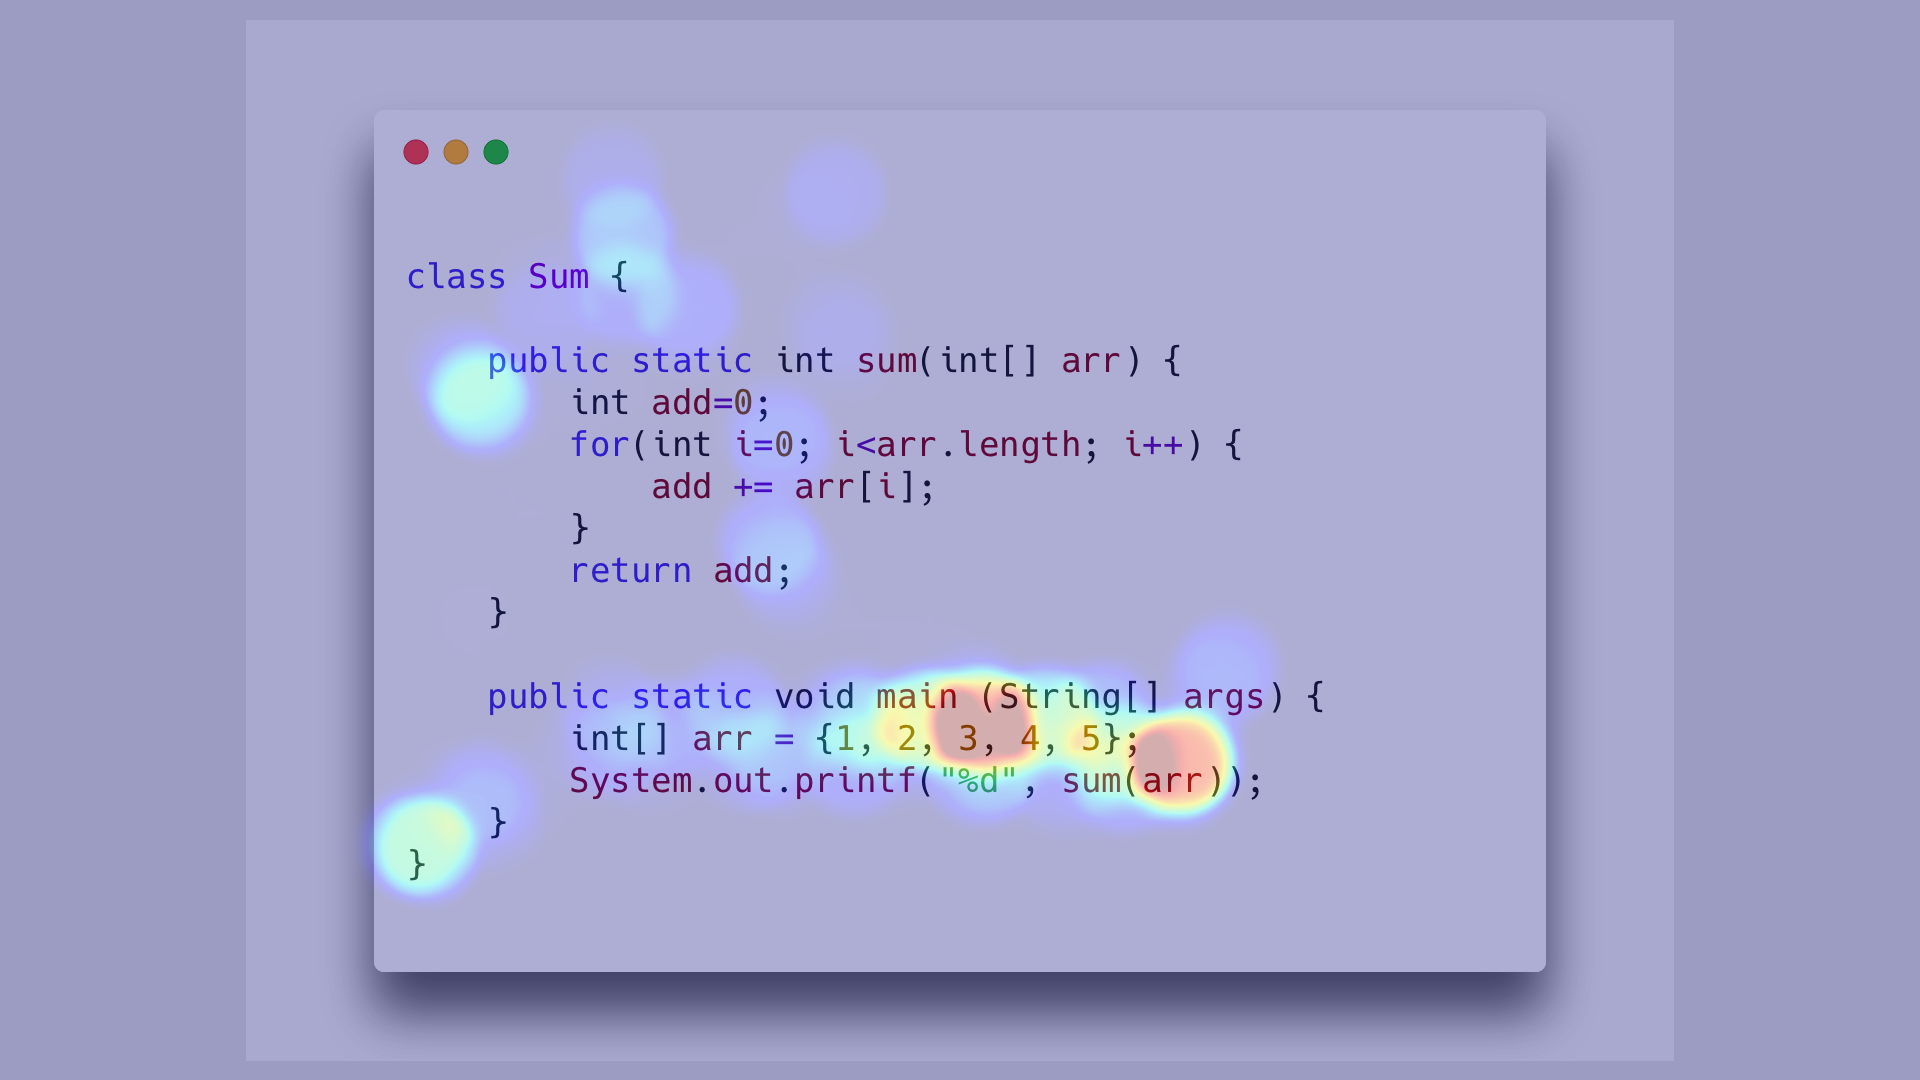 class Sum {
public static int sum(int[] arr) {
int add=0;
for(int i=0; i<arr.length; i++) {
add += arr[i];
}
return add;
}
public static void main (String[] args) {
int[] arr = {1, 2, 3, 4, 5};
System.out.printf("%d", sum(arr));
}
}